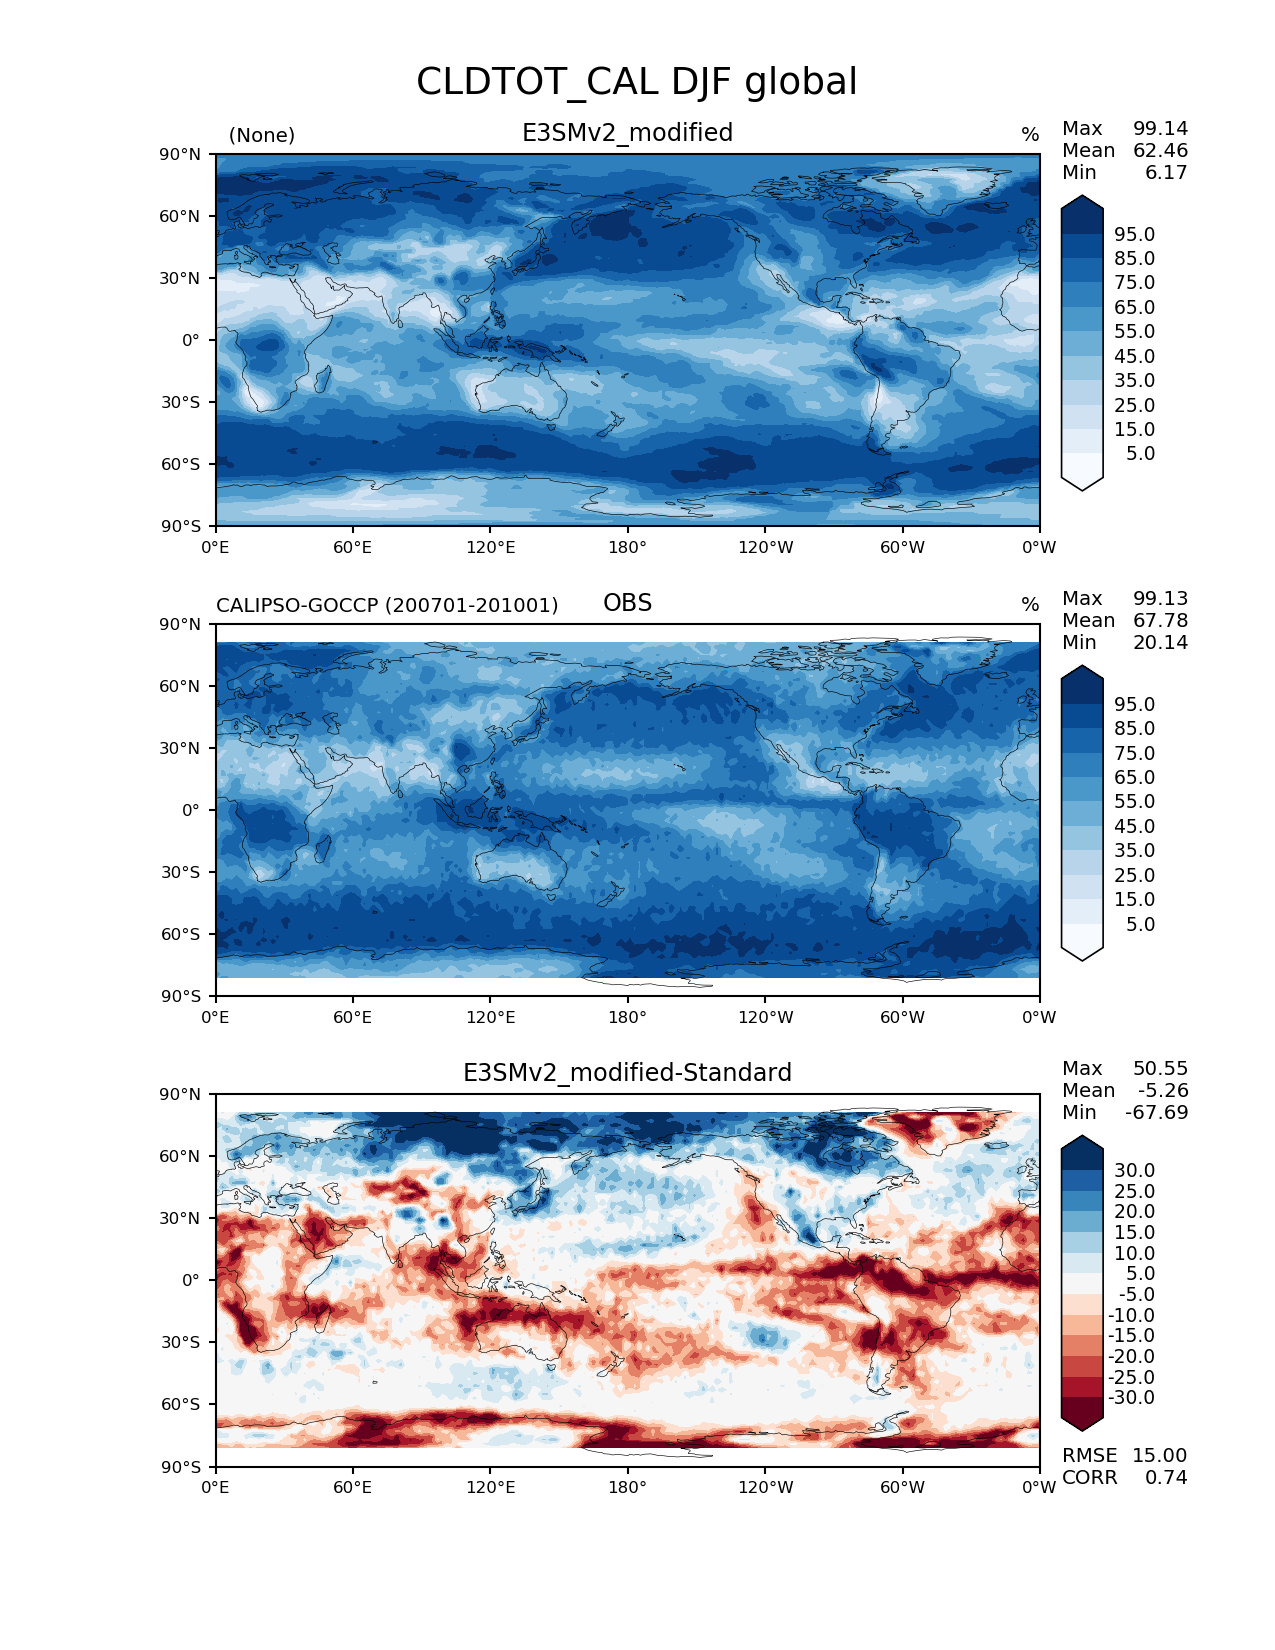 CLDTOT_CAL DJF global
(None) E3SMv2_modified %
Max 99.14
Mean 62.46
Min 6.17
90°N
60°N
30°N
0°
30°S
60°S
90°S
0°E 60°E 120°E 180° 120°W 60°W 0°W
95.0
85.0
75.0
65.0
55.0
45.0
35.0
25.0
15.0
5.0
CALIPSO-GOCCP (200701-201001) OBS %
Max 99.13
Mean 67.78
Min 20.14
90°N
60°N
30°N
0°
30°S
60°S
90°S
0°E 60°E 120°E 180° 120°W 60°W 0°W
95.0
85.0
75.0
65.0
55.0
45.0
35.0
25.0
15.0
5.0
E3SMv2_modified-Standard
Max 50.55
Mean -5.26
Min -67.69
90°N
60°N
30°N
0°
30°S
60°S
90°S
0°E 60°E 120°E 180° 120°W 60°W 0°W
30.0
25.0
20.0
15.0
10.0
5.0
-5.0
-10.0
-15.0
-20.0
-25.0
-30.0
RMSE 15.00
CORR 0.74